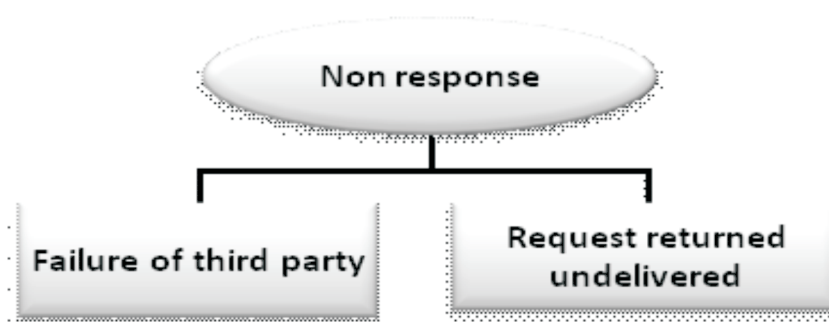 Non response
Failure of third party
Request returned
undelivered